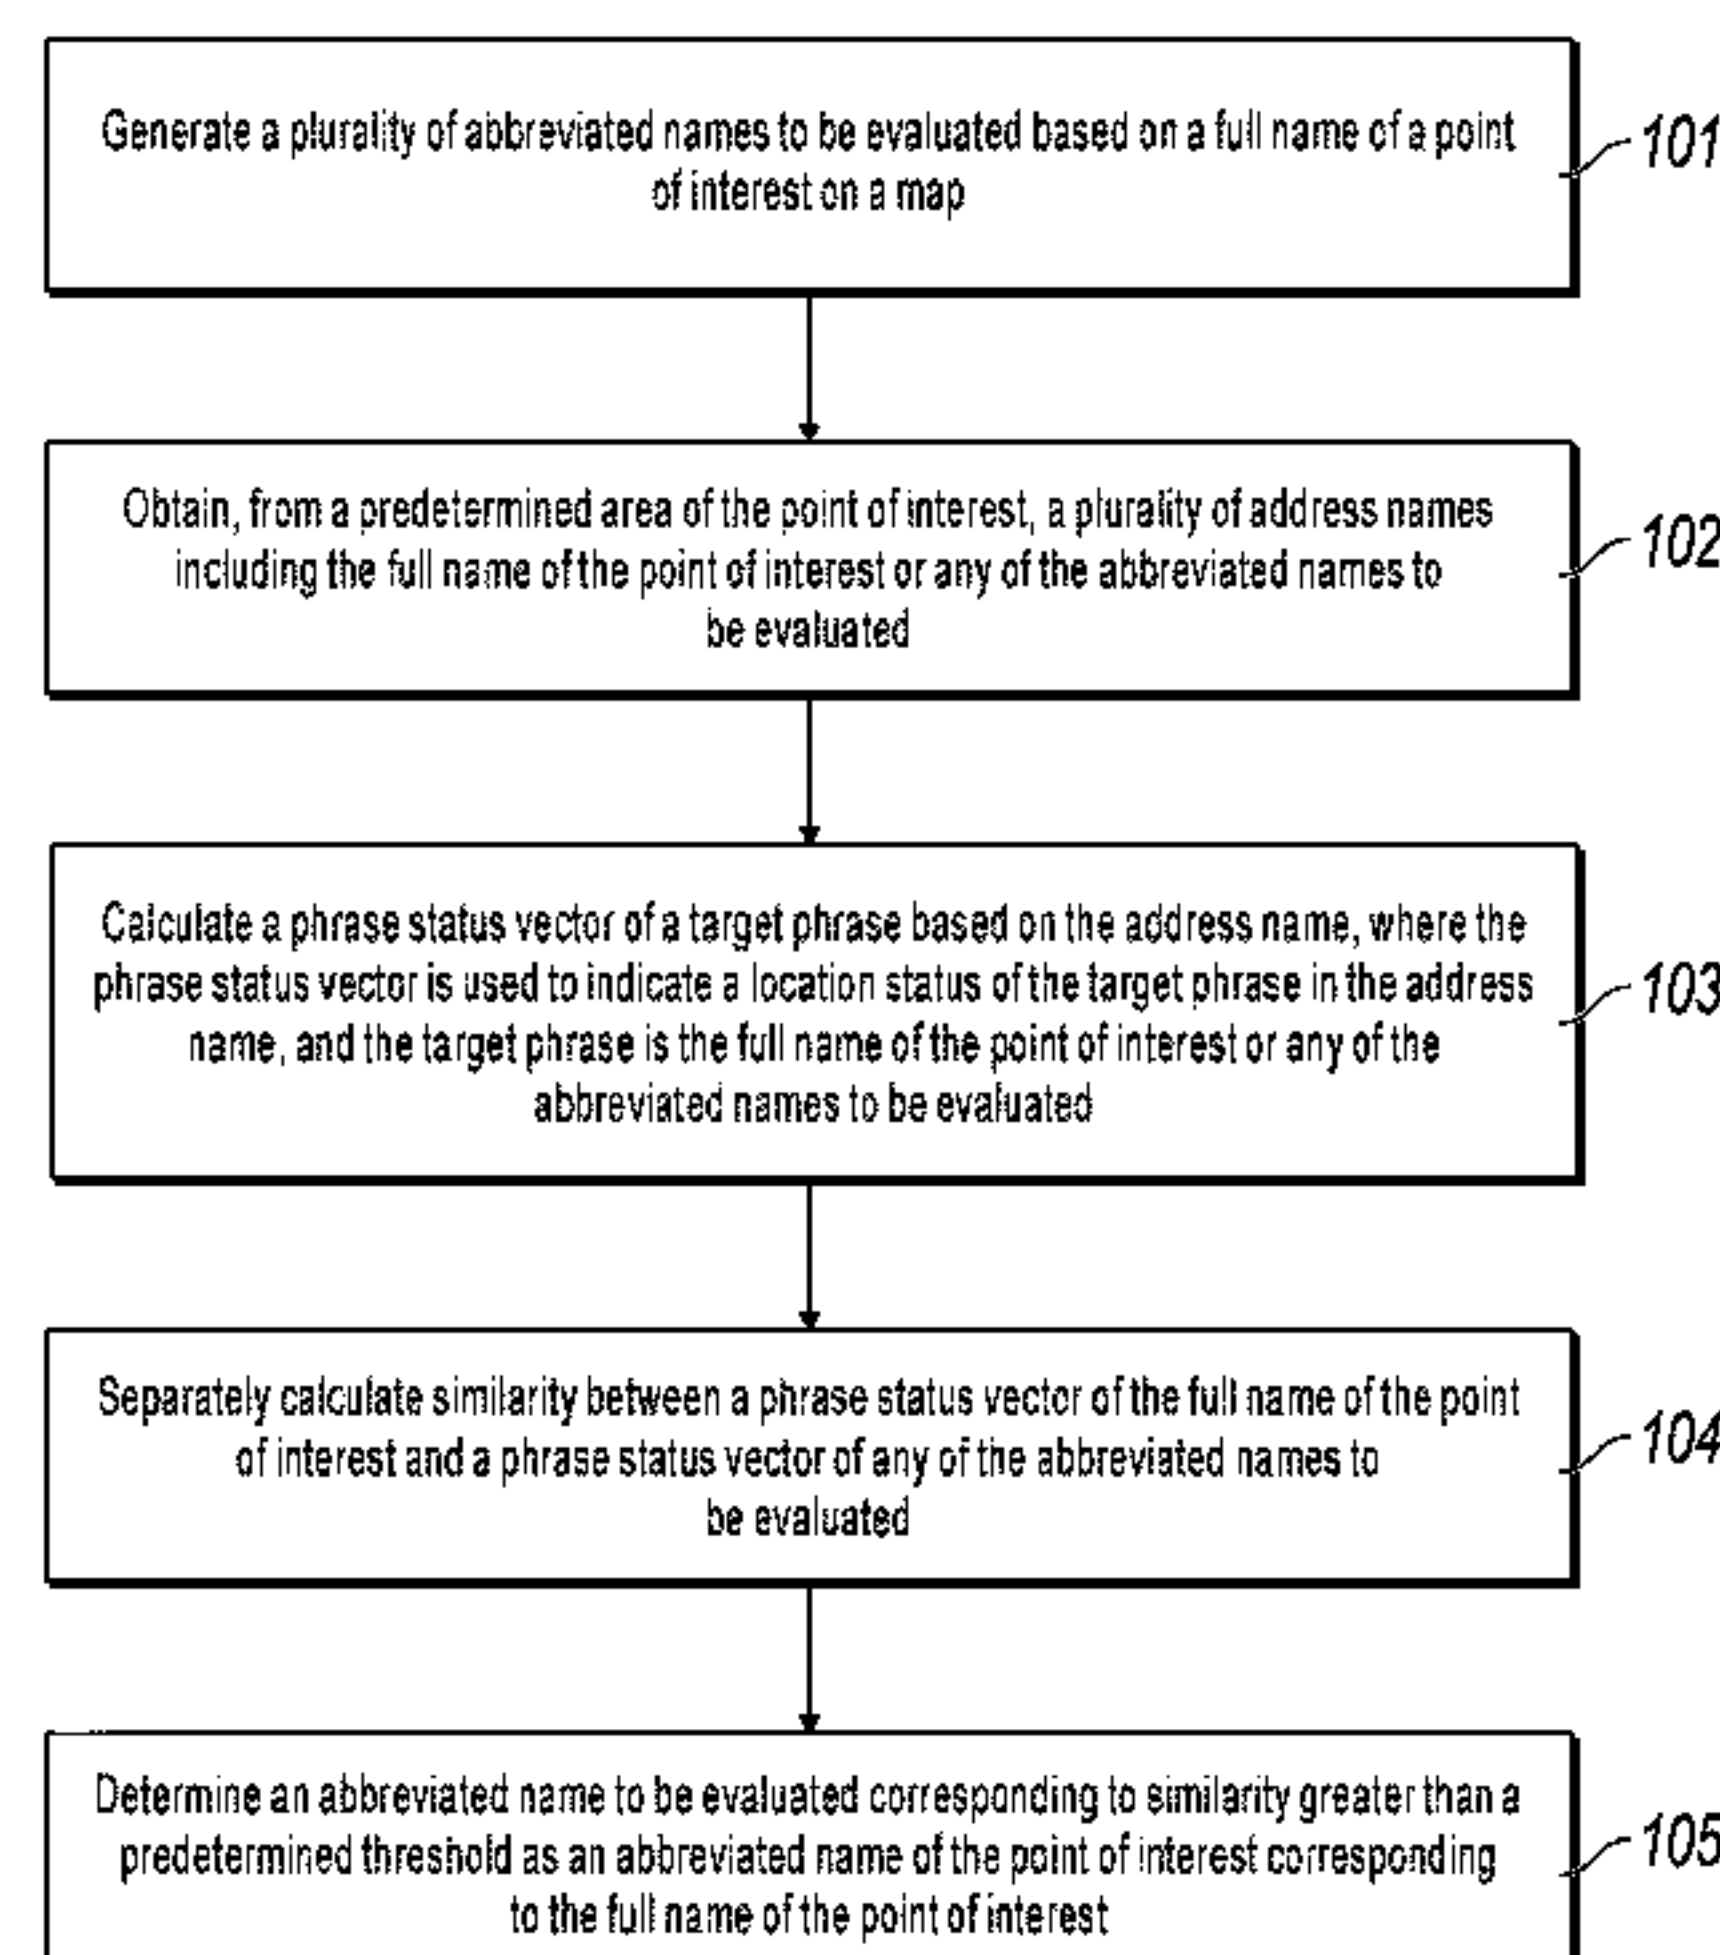 Generate a plurality of abbreviated names to be evaluated based on a full name of a point
of interest on a map
101
Obtain, from a predetermined area of the point of interest, a plurality of address names
including the full name of the point of interest or any of the abbreviated names to
be evaluated
102
Calculate a phrase status vector of a target phrase based on the address name, where the
phrase status vector is used to indicate a location status of the target phrase in the address
name, and the target phrase is the full name of the point of interest or any of the
abbreviated names to be evaluated
103
Separately calculate similarity between a phrase status vector of the full name of the point
of interest and a phrase status vector of any of the abbreviated names to
be evaluated
104
Determine an abbreviated name to be evaluated corresponding to similarity greater than a
predetermined threshold as an abbreviated name of the point of interest corresponding
to the full name of the point of interest
105